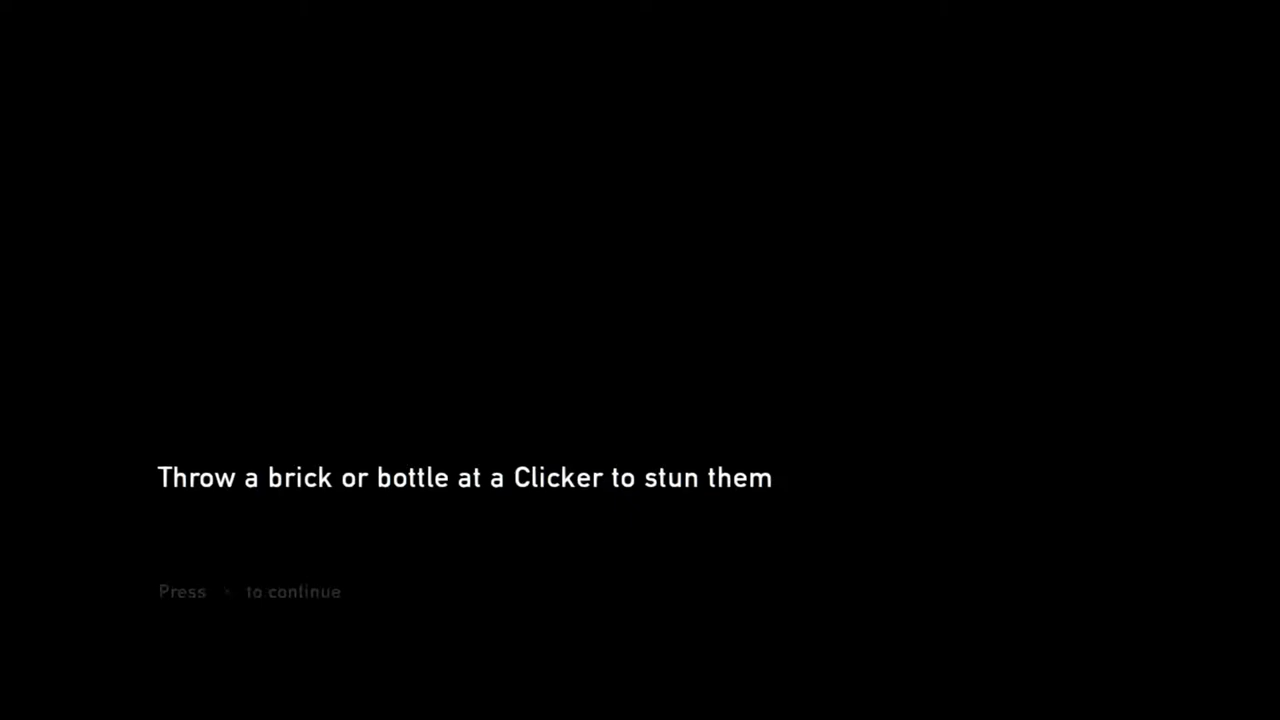 Throw a brick or bottle at a Clicker to stun them
Press × to continue